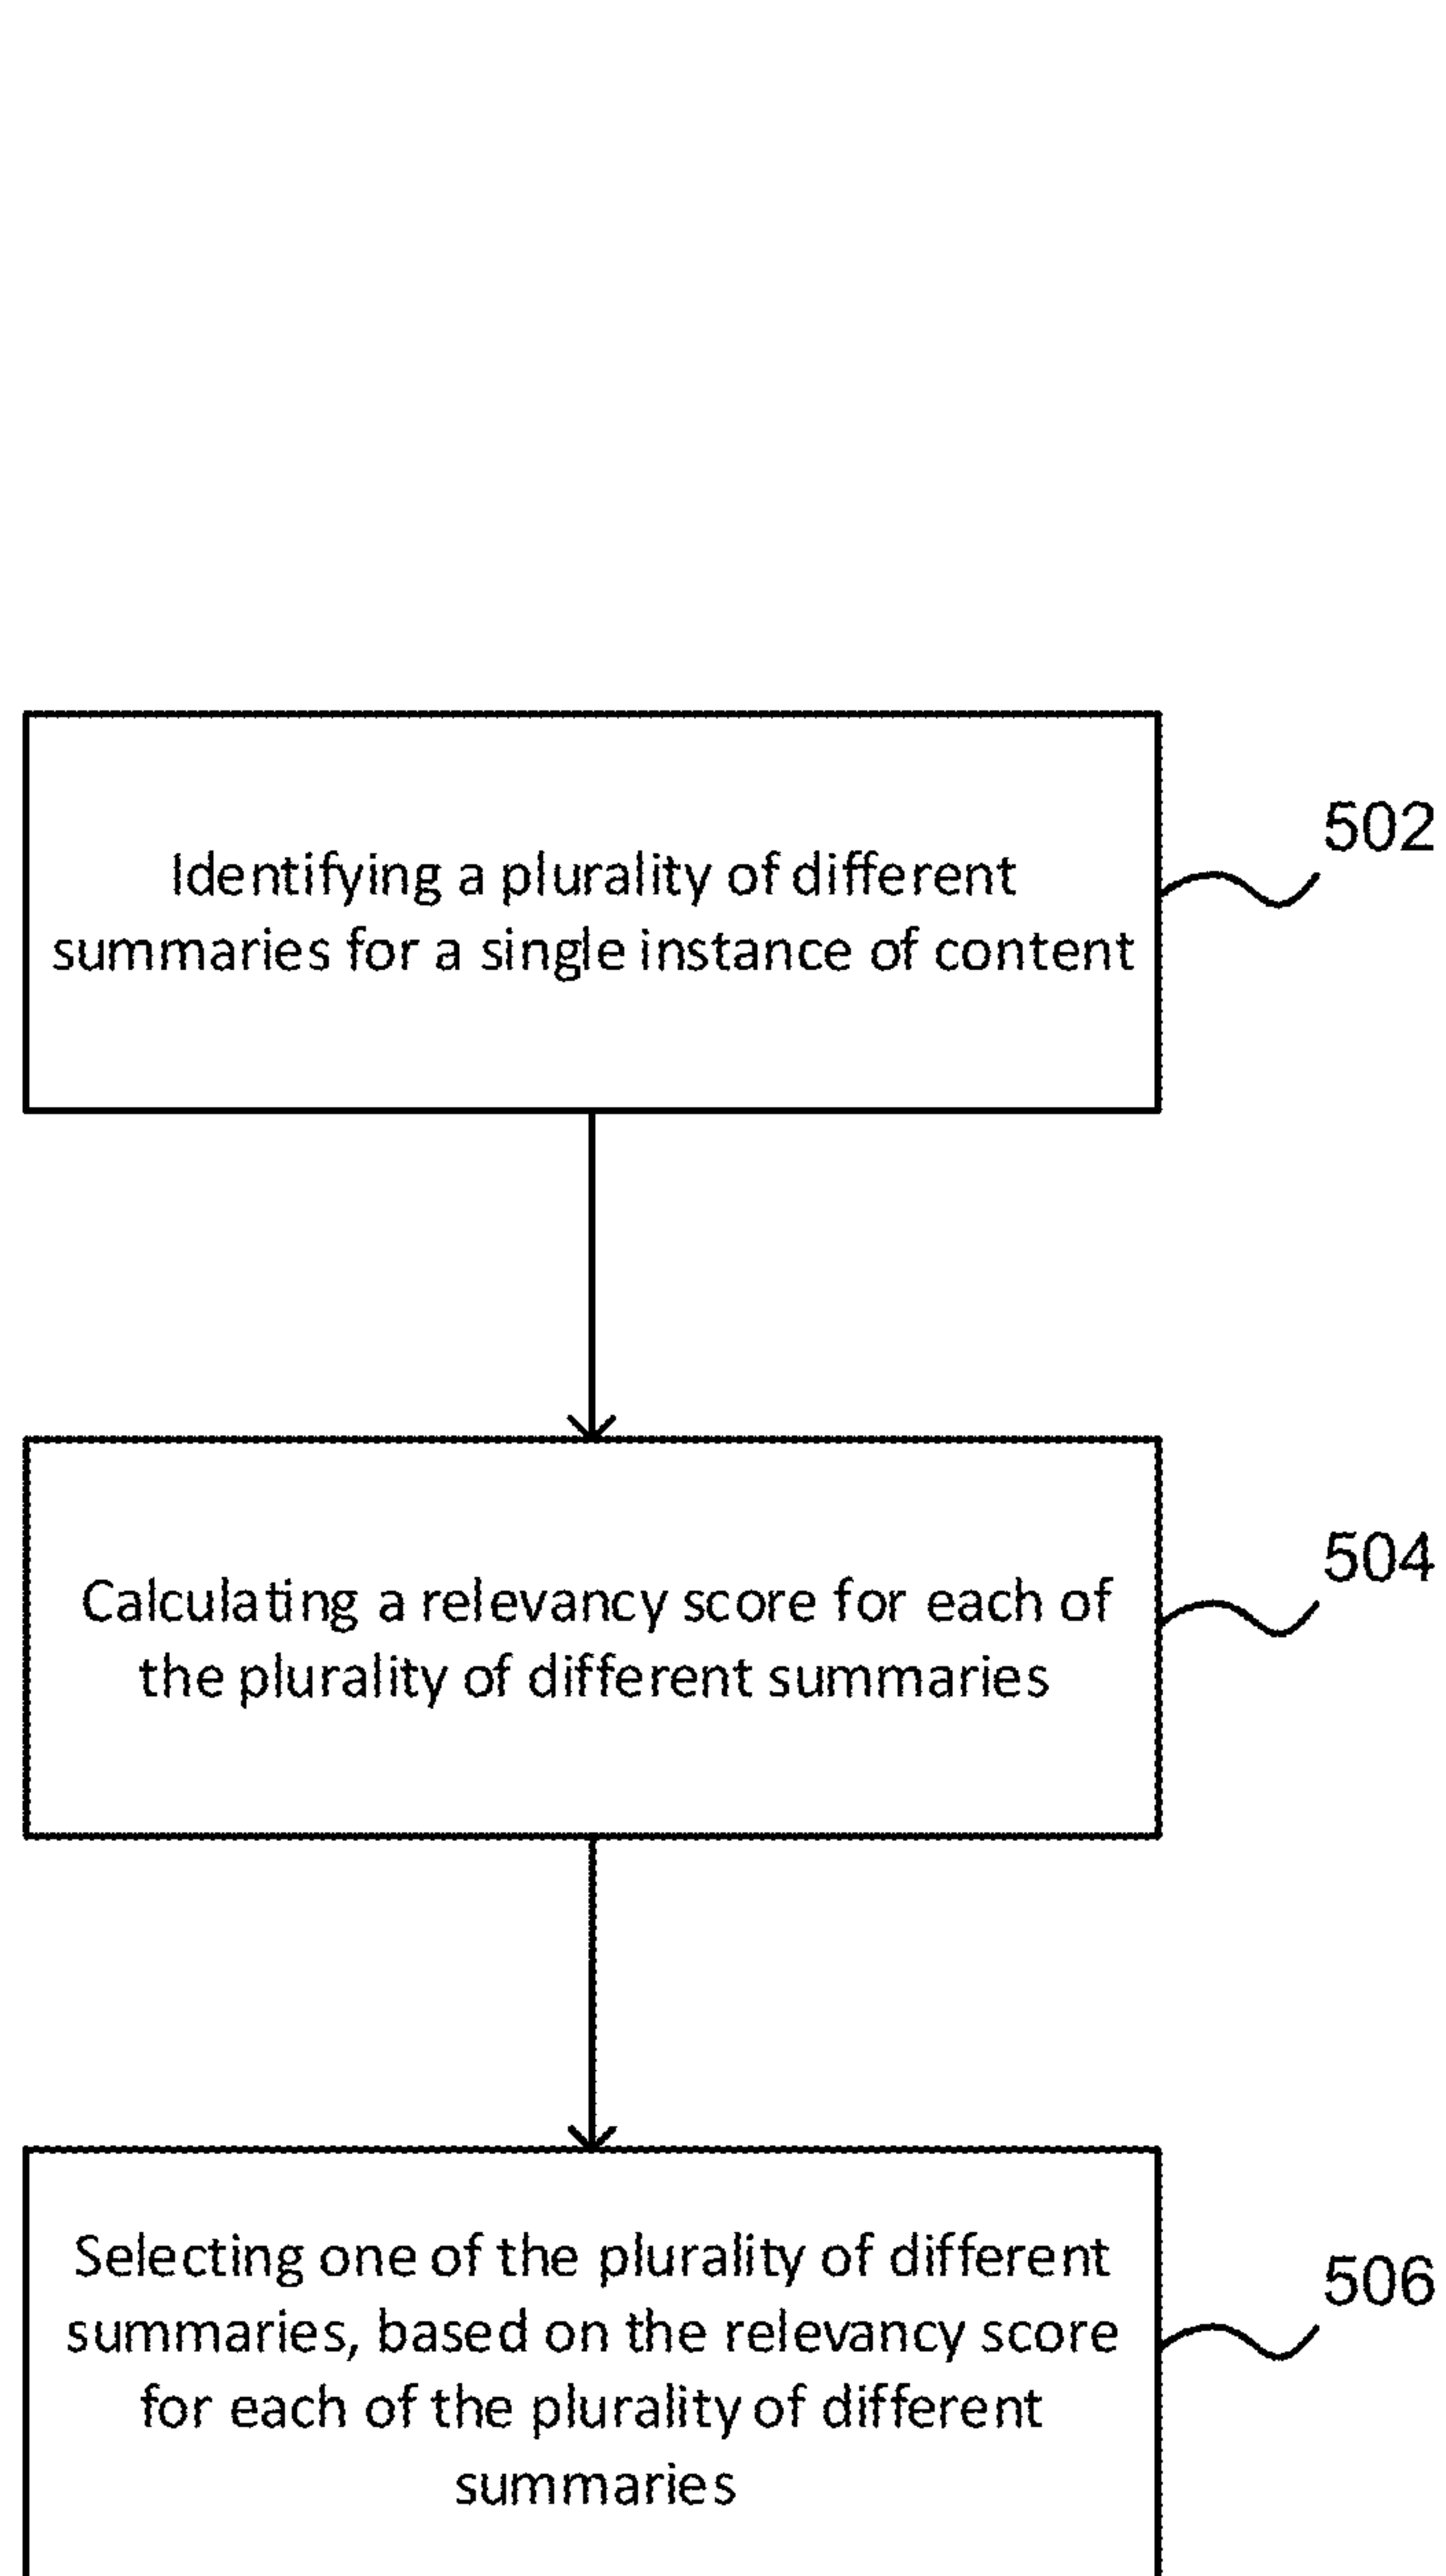 502
Identifying a plurality of different
summaries for a single instance of content
504
Calculating a relevancy score for each of
the plurality of different summaries
506
Selecting one of the plurality of different
summaries, based on the relevancy score
for each of the plurality of different
summaries